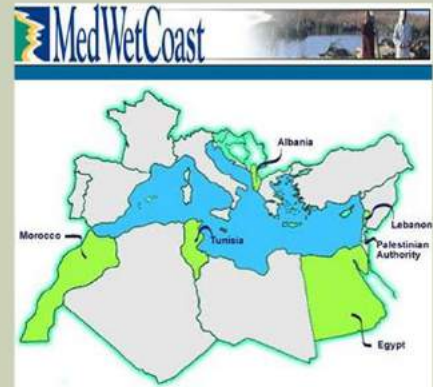 MedWetCoast
Albania
Morocco
Tunisia
Lebanon
Palestinian
Authority
Egypt